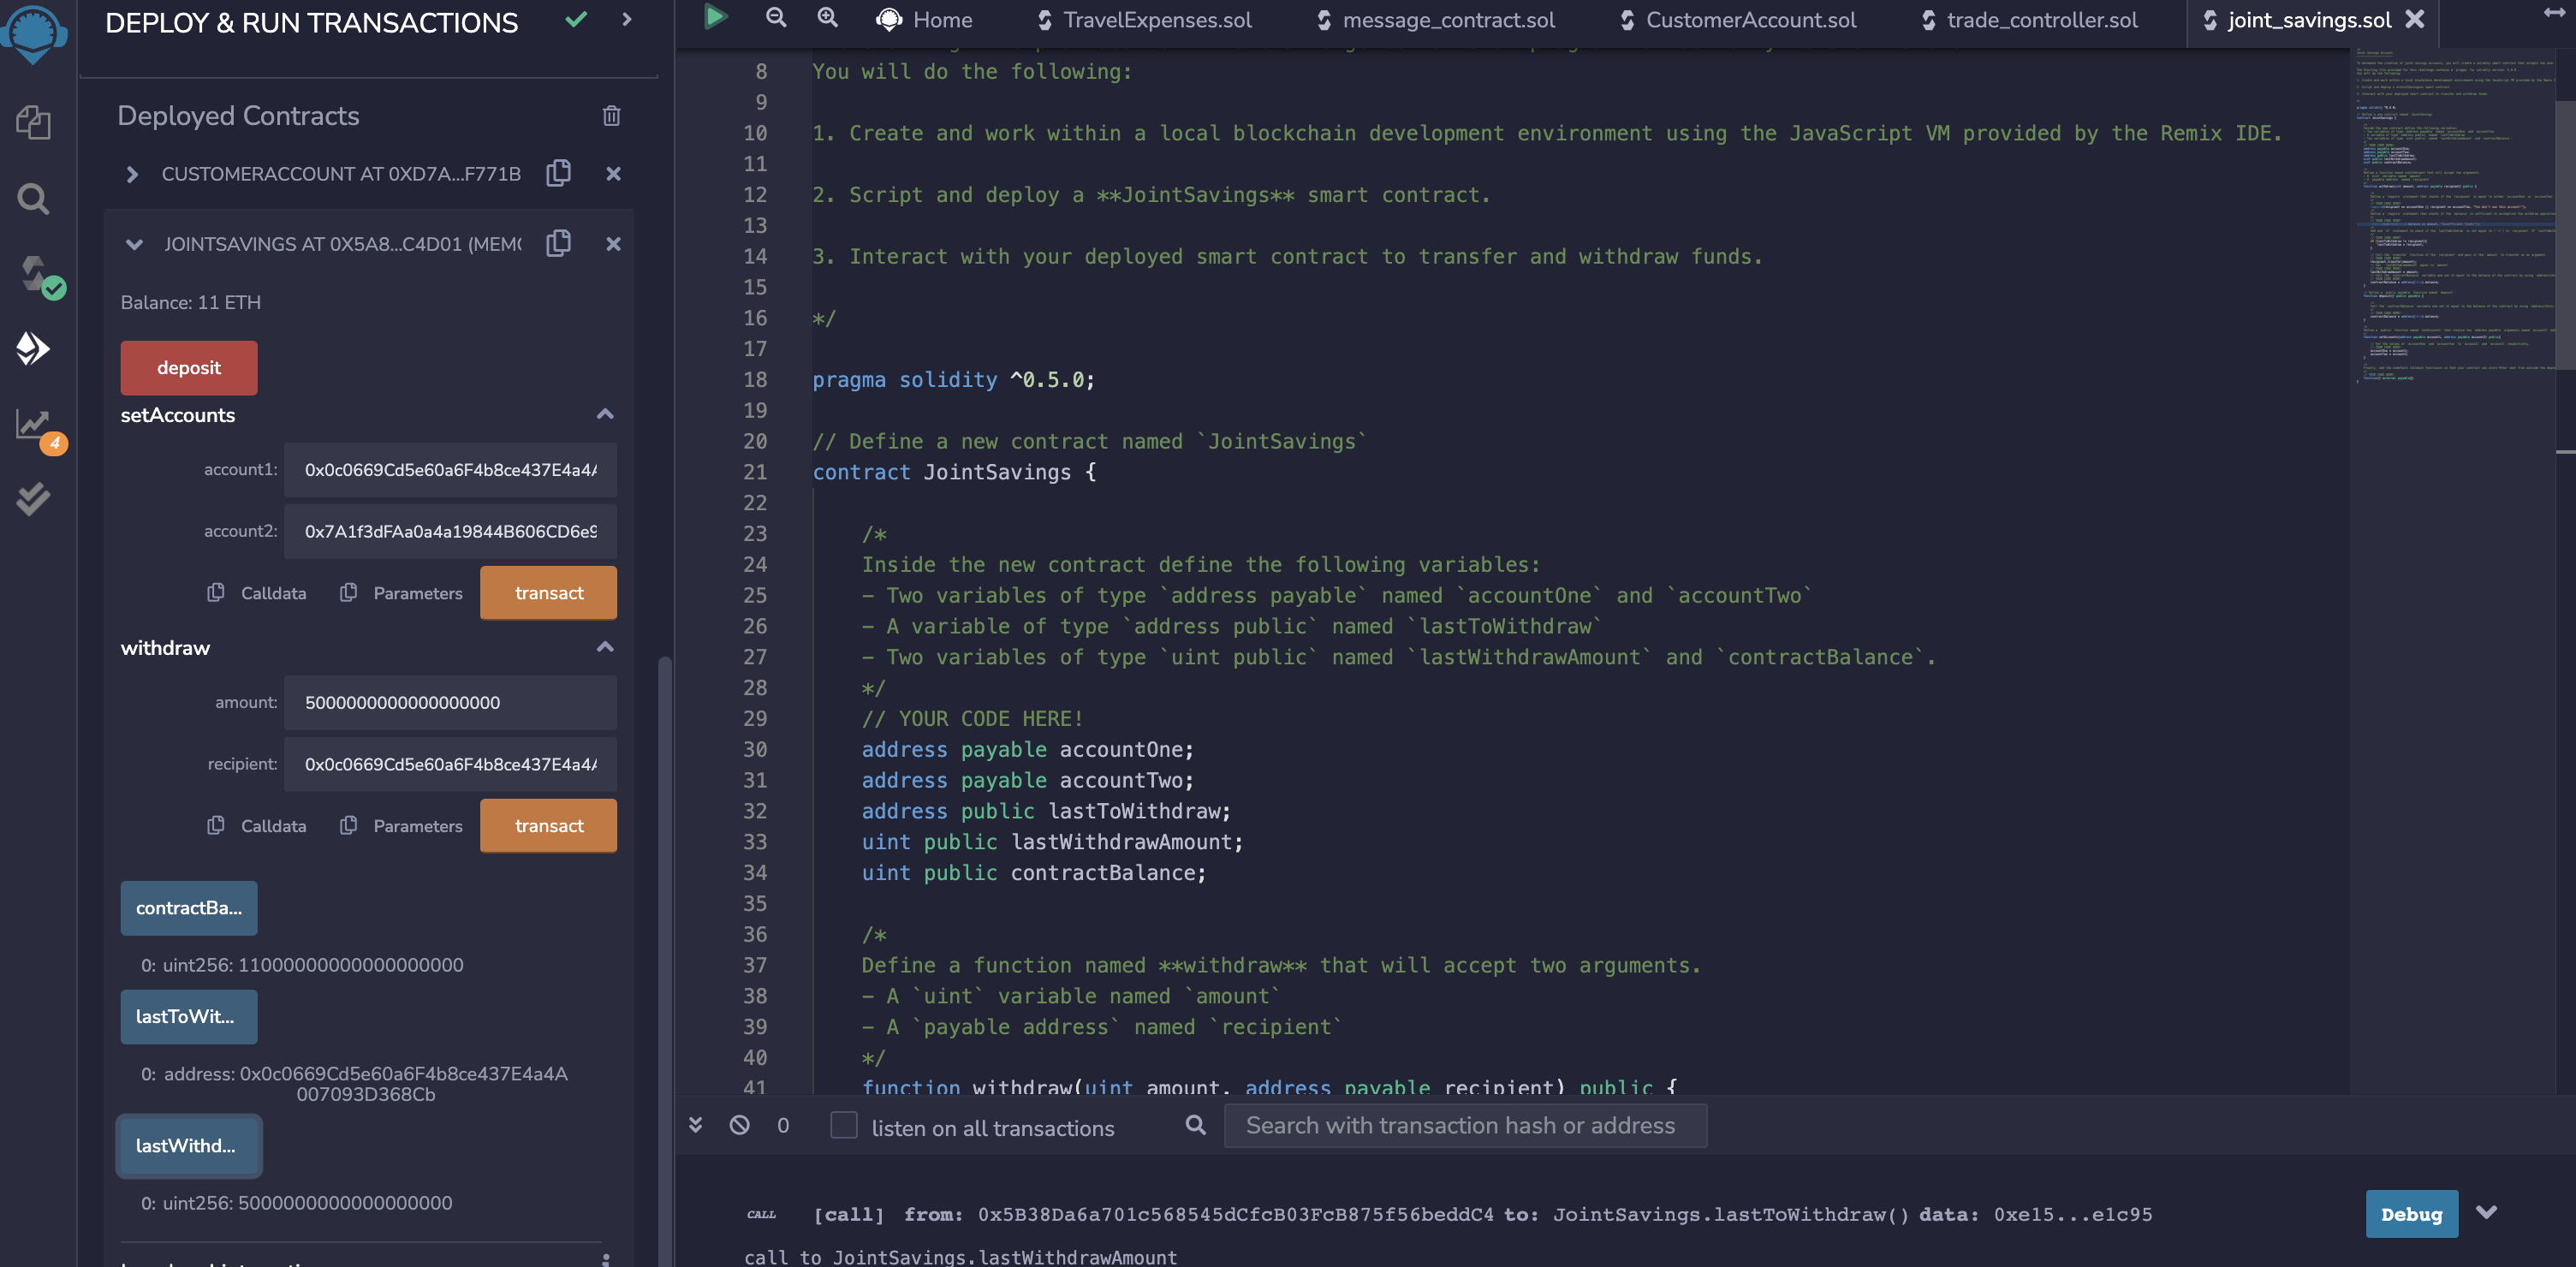 DEPLOY & RUN TRANSACTIONS
Deployed Contracts
CUSTOMERACCOUNT AT 0XD7A...F771B
JOINTSAVINGS AT 0X5A8...C4D01 (MEM
Balance: 11 ETH
deposit
setAccounts
account1: 0x0c0669Cd5e60a6F4b8ce437E4a4A
account2: 0x7A1f3dFAa0a4a19844B606CD6e9
Calldata Parameters transact
withdraw
amount: 5000000000000000000
recipient: 0x0c0669Cd5e60a6F4b8ce437E4a4A
Calldata Parameters transact
contractBa...
0: uint256: 11000000000000000000
lastToWit...
0: address: 0x0c0669Cd5e60a6F4b8ce437E4a4A
007093D368Cb
lastWithd...
0: uint256: 5000000000000000000
4
Home TravelExpenses.sol message_contract.sol CustomerAccount.sol trade_controller.sol joint_savings.sol
8 You will do the following:
9
10 1. Create and work within a local blockchain development environment using the JavaScript VM provided by the Remix IDE.
11
12 2. Script and deploy a **JointSavings** smart contract.
13
14 3. Interact with your deployed smart contract to transfer and withdraw funds.
15
16 */
17
18 pragma solidity ^0.5.0;
19
20 // Define a new contract named `JointSavings`
21 contract JointSavings {
22
23 /*
24 Inside the new contract define the following variables:
25 - Two variables of type `address payable` named `accountOne` and `accountTwo`
26 - A variable of type `address public` named `lastToWithdraw`
27 - Two variables of type `uint public` named `lastWithdrawAmount` and `contractBalance`.
28 */
29 // YOUR CODE HERE!
30 address payable accountOne;
31 address payable accountTwo;
32 address public lastToWithdraw;
33 uint public lastWithdrawAmount;
34 uint public contractBalance;
35
36 /*
37 Define a function named **withdraw** that will accept two arguments.
38 - A `uint` variable named `amount`
39 - A `payable address` named `recipient`
40 */
41 function withdraw(uint amount, address payable recipient) public {
0 listen on all transactions Search with transaction hash or address
CALL [call] from: 0x5B38Da6a701c568545dCfcB03FcB875f56beddC4 to: JointSavings.lastToWithdraw() data: 0xe15...e1c95 Debug
call to JointSavings.lastWithdrawAmount